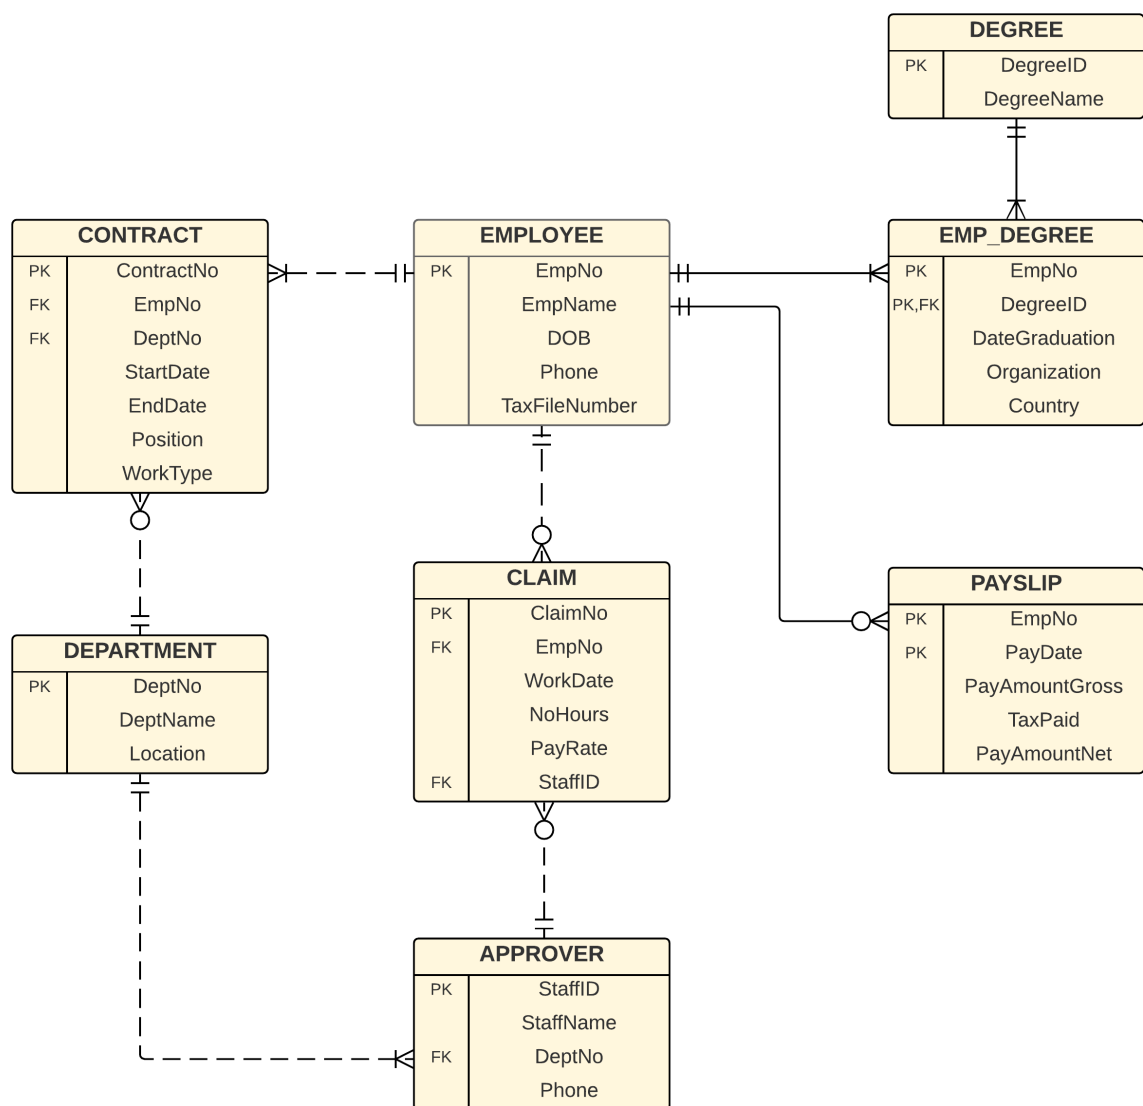 DEGREE
PK DegreeID
DegreeName
CONTRACT
PK ContractNo
FK EmpNo
FK DeptNo
StartDate
EndDate
Position
WorkType
EMPLOYEE
PK EmpNo
EmpName
DOB
Phone
TaxFileNumber
EMP_DEGREE
PK EmpNo
PK,FK DegreeID
DateGraduation
Organization
Country
CLAIM
PK ClaimNo
FK EmpNo
WorkDate
NoHours
PayRate
FK StaffID
PAYSLIP
PK EmpNo
PK PayDate
PayAmountGross
TaxPaid
PayAmountNet
DEPARTMENT
PK DeptNo
DeptName
Location
APPROVER
PK StaffID
StaffName
FK DeptNo
Phone